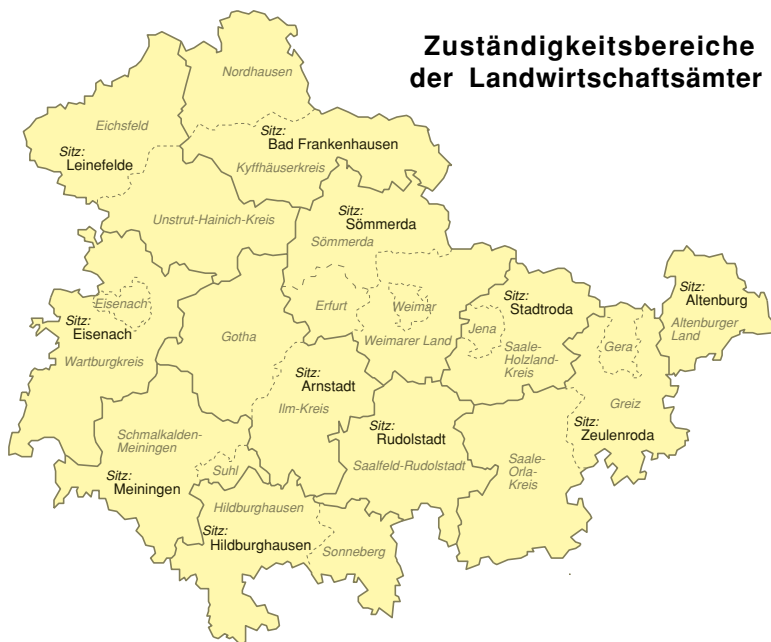 Zuständigkeitsbereiche
der Landwirtschaftsämter
Nordhausen
Eichsfeld
Sitz:
Leinefelde
Sitz:
Bad Frankenhausen
Kyffhäuserkreis
Unstrut-Hainich-Kreis
Sitz:
Sömmerda
Sömmerda
Eisenach
Sitz:
Eisenach
Wartburgkreis
Gotha
Erfurt
Weimar
Weimarer Land
Sitz:
Stadtroda
Jena
Saale-
Holzland-
Kreis
Sitz:
Altenburg
Altenburger
Land
Gera
Greiz
Sitz:
Zeulenroda
Sitz:
Arnstadt
Ilm-Kreis
Schmalkalden-
Meiningen
Suhl
Sitz:
Meiningen
Sitz:
Rudolstadt
Saalfeld-Rudolstadt
Saale-
Orla-
Kreis
Hildburghausen
Sitz:
Hildburghausen
Sonneberg